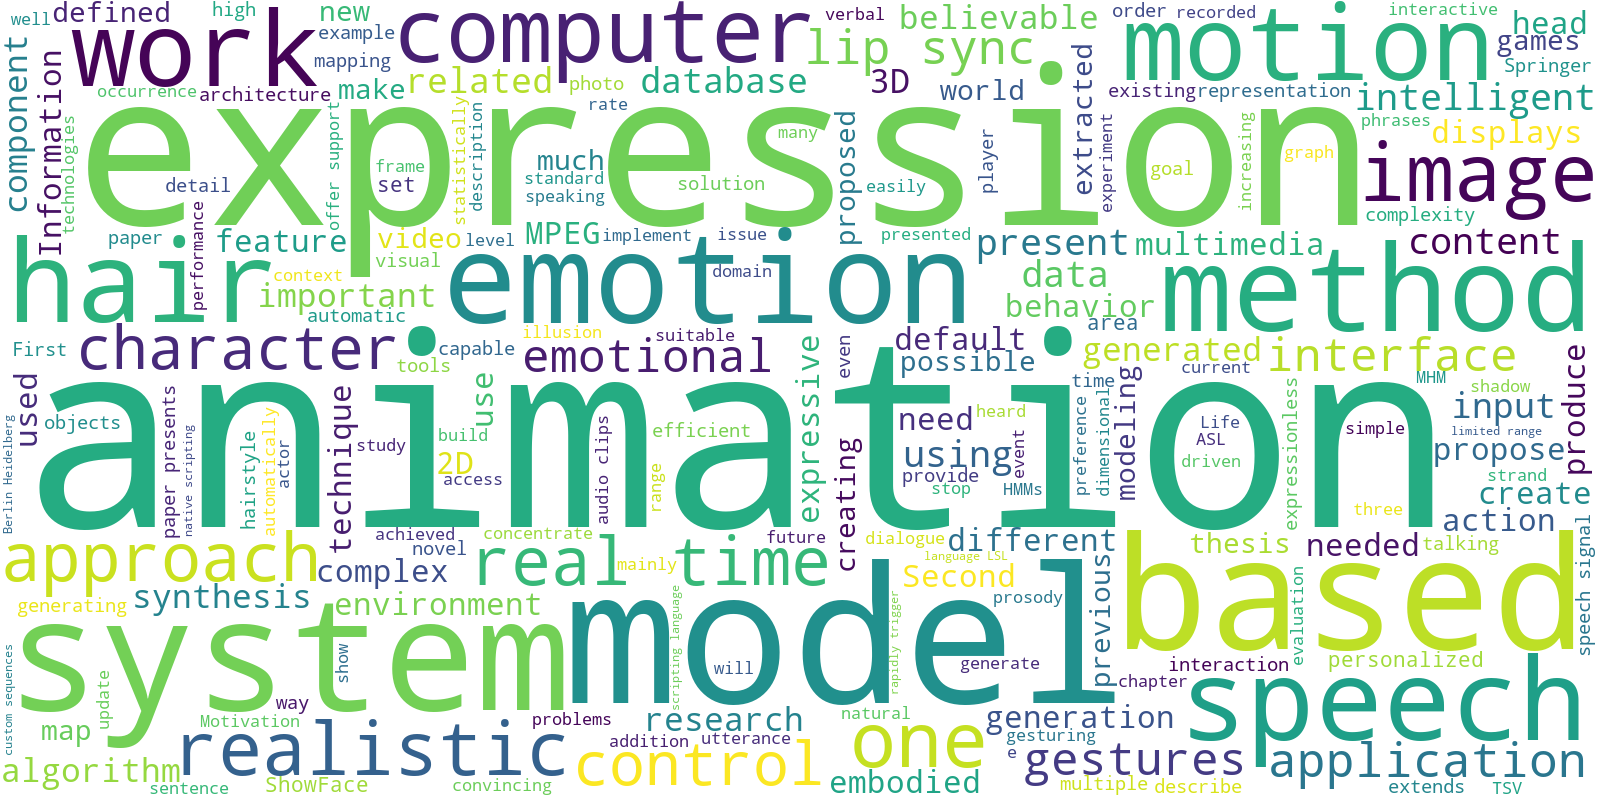 well
high
new
defined
example
mapping
work
computer
verbal
believable
order
recorded
interactive
head
lip sync
motion
games
Springer
component
Information
occurrence
architecture
make
related
photo
database
rate
3D
world
extracted
existing
representation
intelligent
phrases
displays
technologies
expression
offer support
frame
set
statistically
description
much
standard
speaking
many
solution
proposed
easily
player
experiment
goal
increasing
graph
image
detail
complexity
paper
performance
feature
video
visual
level
MPEG
implement
issue
presented
present
multimedia
content
hair
context
important
automatic
emotion
domain
data
behavior
method
First
character
tools
capable
illusion
suitable
emotional
expressive
even
default
possible
area
generated
interface
current
MHM
shadow
produce
used
objects
Berlin Heidelberg
paper presents
native scripting
hairstyle
automatically
actor
technique
study
use
build
2D
access
animation
audio clips
efficient
range
creating
need
heard
using
provide
stop
event
HMMs
time
preference
dimensional
modeling
Life
ASL
driven
expressionless
simple
three
input
limited range
propose
strand
create
action
approach
achieved
novel
complex
concentrate
real time
mainly
future
dialogue
different
language LSL
Second
prosody
thesis
needed
talking
speech signal
generating
synthesis
environment
based
evaluation
system
show
model
scripting language
will
rapidly trigger
generate
previous
interaction
personalized
chapter
custom sequences
update
map
way
Motivation
problems
research
natural
generation
speech
realistic
addition
utterance
control
one
gesturing
e
gestures
application
algorithm
sentence
ShowFace
convincing
embodied
multiple
describe
extends
TSV